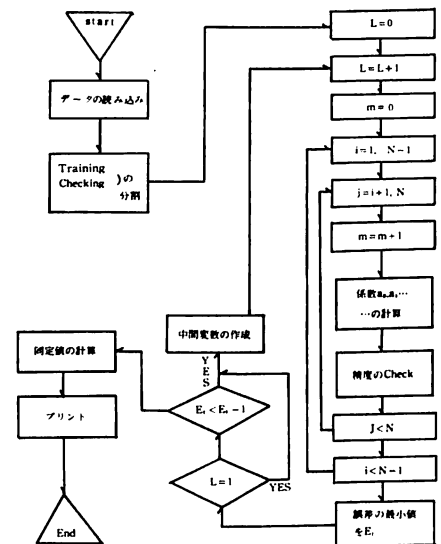 start
データの読み込み
Training
Checking
)の
分割
L=0
L=L+1
m=0
i=1, N-1
j=i+1, N
m=m+1
係数a₀,a₁…
…の計算
精度のCheck
J<N
i<N-1
誤差の最小値
をEₗ
L=1
YES
Eₗ<Eₗ-1
YES
中間変数の作成
同定値の計算
プリント
End